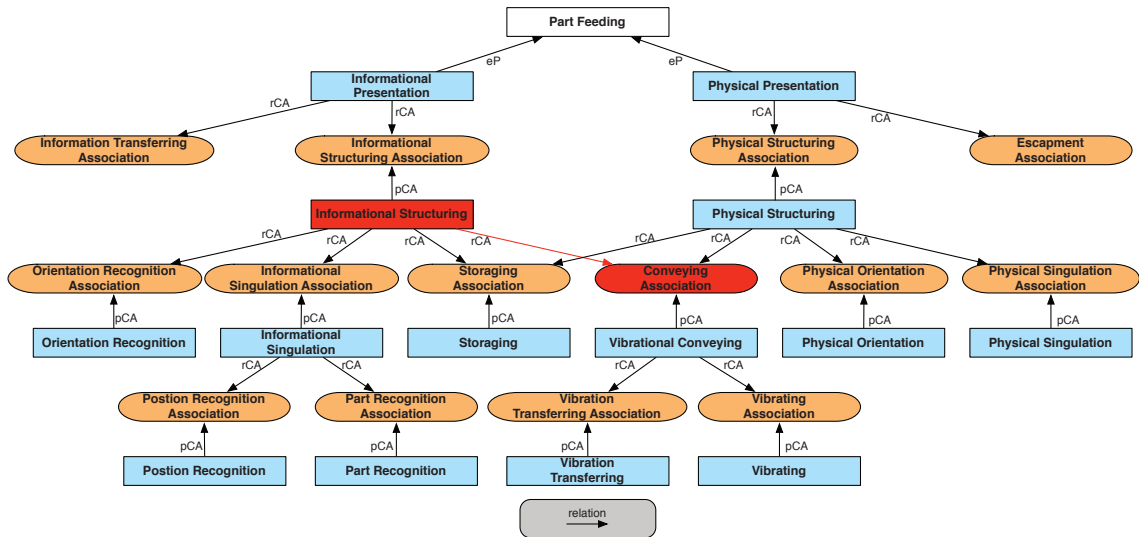 Part Feeding
eP
eP
Informational
Presentation
Physical Presentation
rCA
rCA
rCA
rCA
Information Transferring
Association
Informational
Structuring Association
Physical Structuring
Association
Escapment
Association
pCA
pCA
Informational Structuring
Physical Structuring
rCA
rCA
rCA
rCA
rCA
rCA
rCA
rCA
Orientation Recognition
Association
Informational
Singulation Association
Storaging
Association
Conveying
Association
Physical Orientation
Association
Physical Singulation
Association
pCA
pCA
pCA
pCA
pCA
pCA
Orientation Recognition
Informational
Singulation
Storaging
Vibrational Conveying
Physical Orientation
Physical Singulation
rCA
rCA
rCA
rCA
Postion Recognition
Association
Part Recognition
Association
Vibration
Transferring Association
Vibrating
Association
pCA
pCA
pCA
pCA
Postion Recognition
Part Recognition
Vibration
Transferring
Vibrating
relation